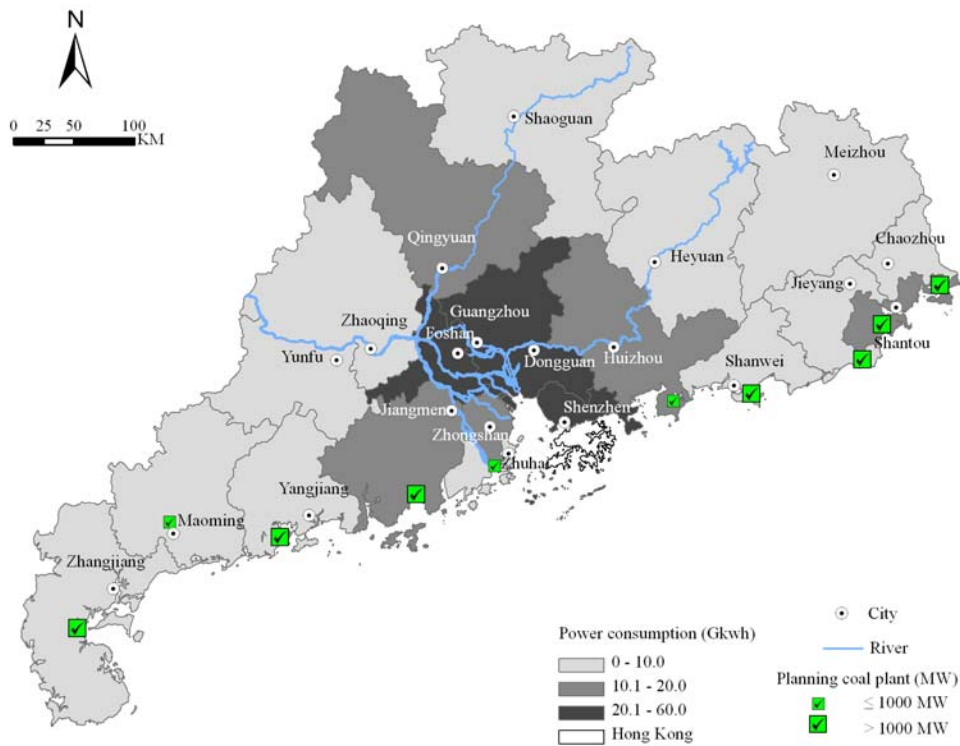 N
0 25 50 100
KM
Shaoguan
Meizhou
Qingyuan
Heyuan
Chaozhou
Jieyang
Guangzhou
Zhaoqing
Foshan
Yunfu
Dongguan
Huizhou
Shantou
Shanwei
Jiangmen
Shenzhen
Zhongshan
Zhuhai
Yangjiang
Maoming
Zhangjiang
City
River
Power consumption (Gkwh)
0 - 10.0
10.1 - 20.0
20.1 - 60.0
Hong Kong
Planning coal plant (MW)
≤ 1000 MW
> 1000 MW